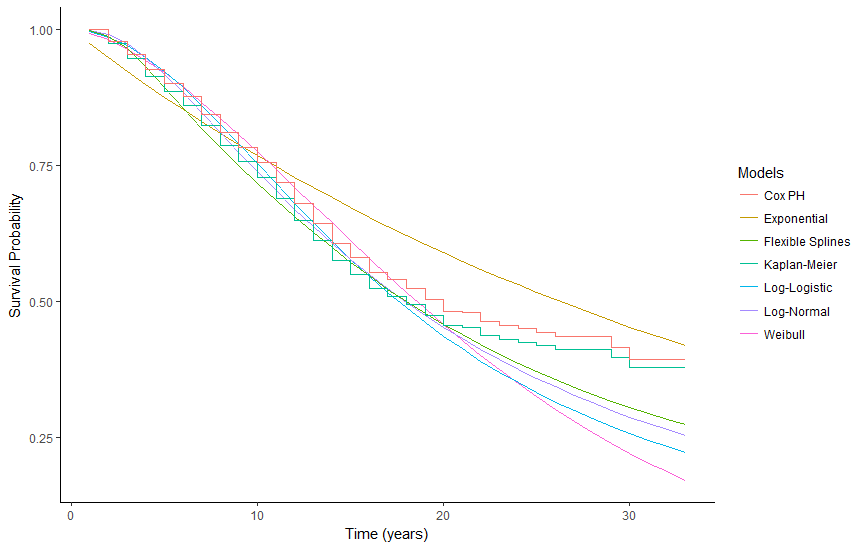 1.00
0.75
0.50
0.25
Survival Probability
0
10
20
30
Time (years)
Models
Cox PH
Exponential
Flexible Splines
Kaplan-Meier
Log-Logistic
Log-Normal
Weibull